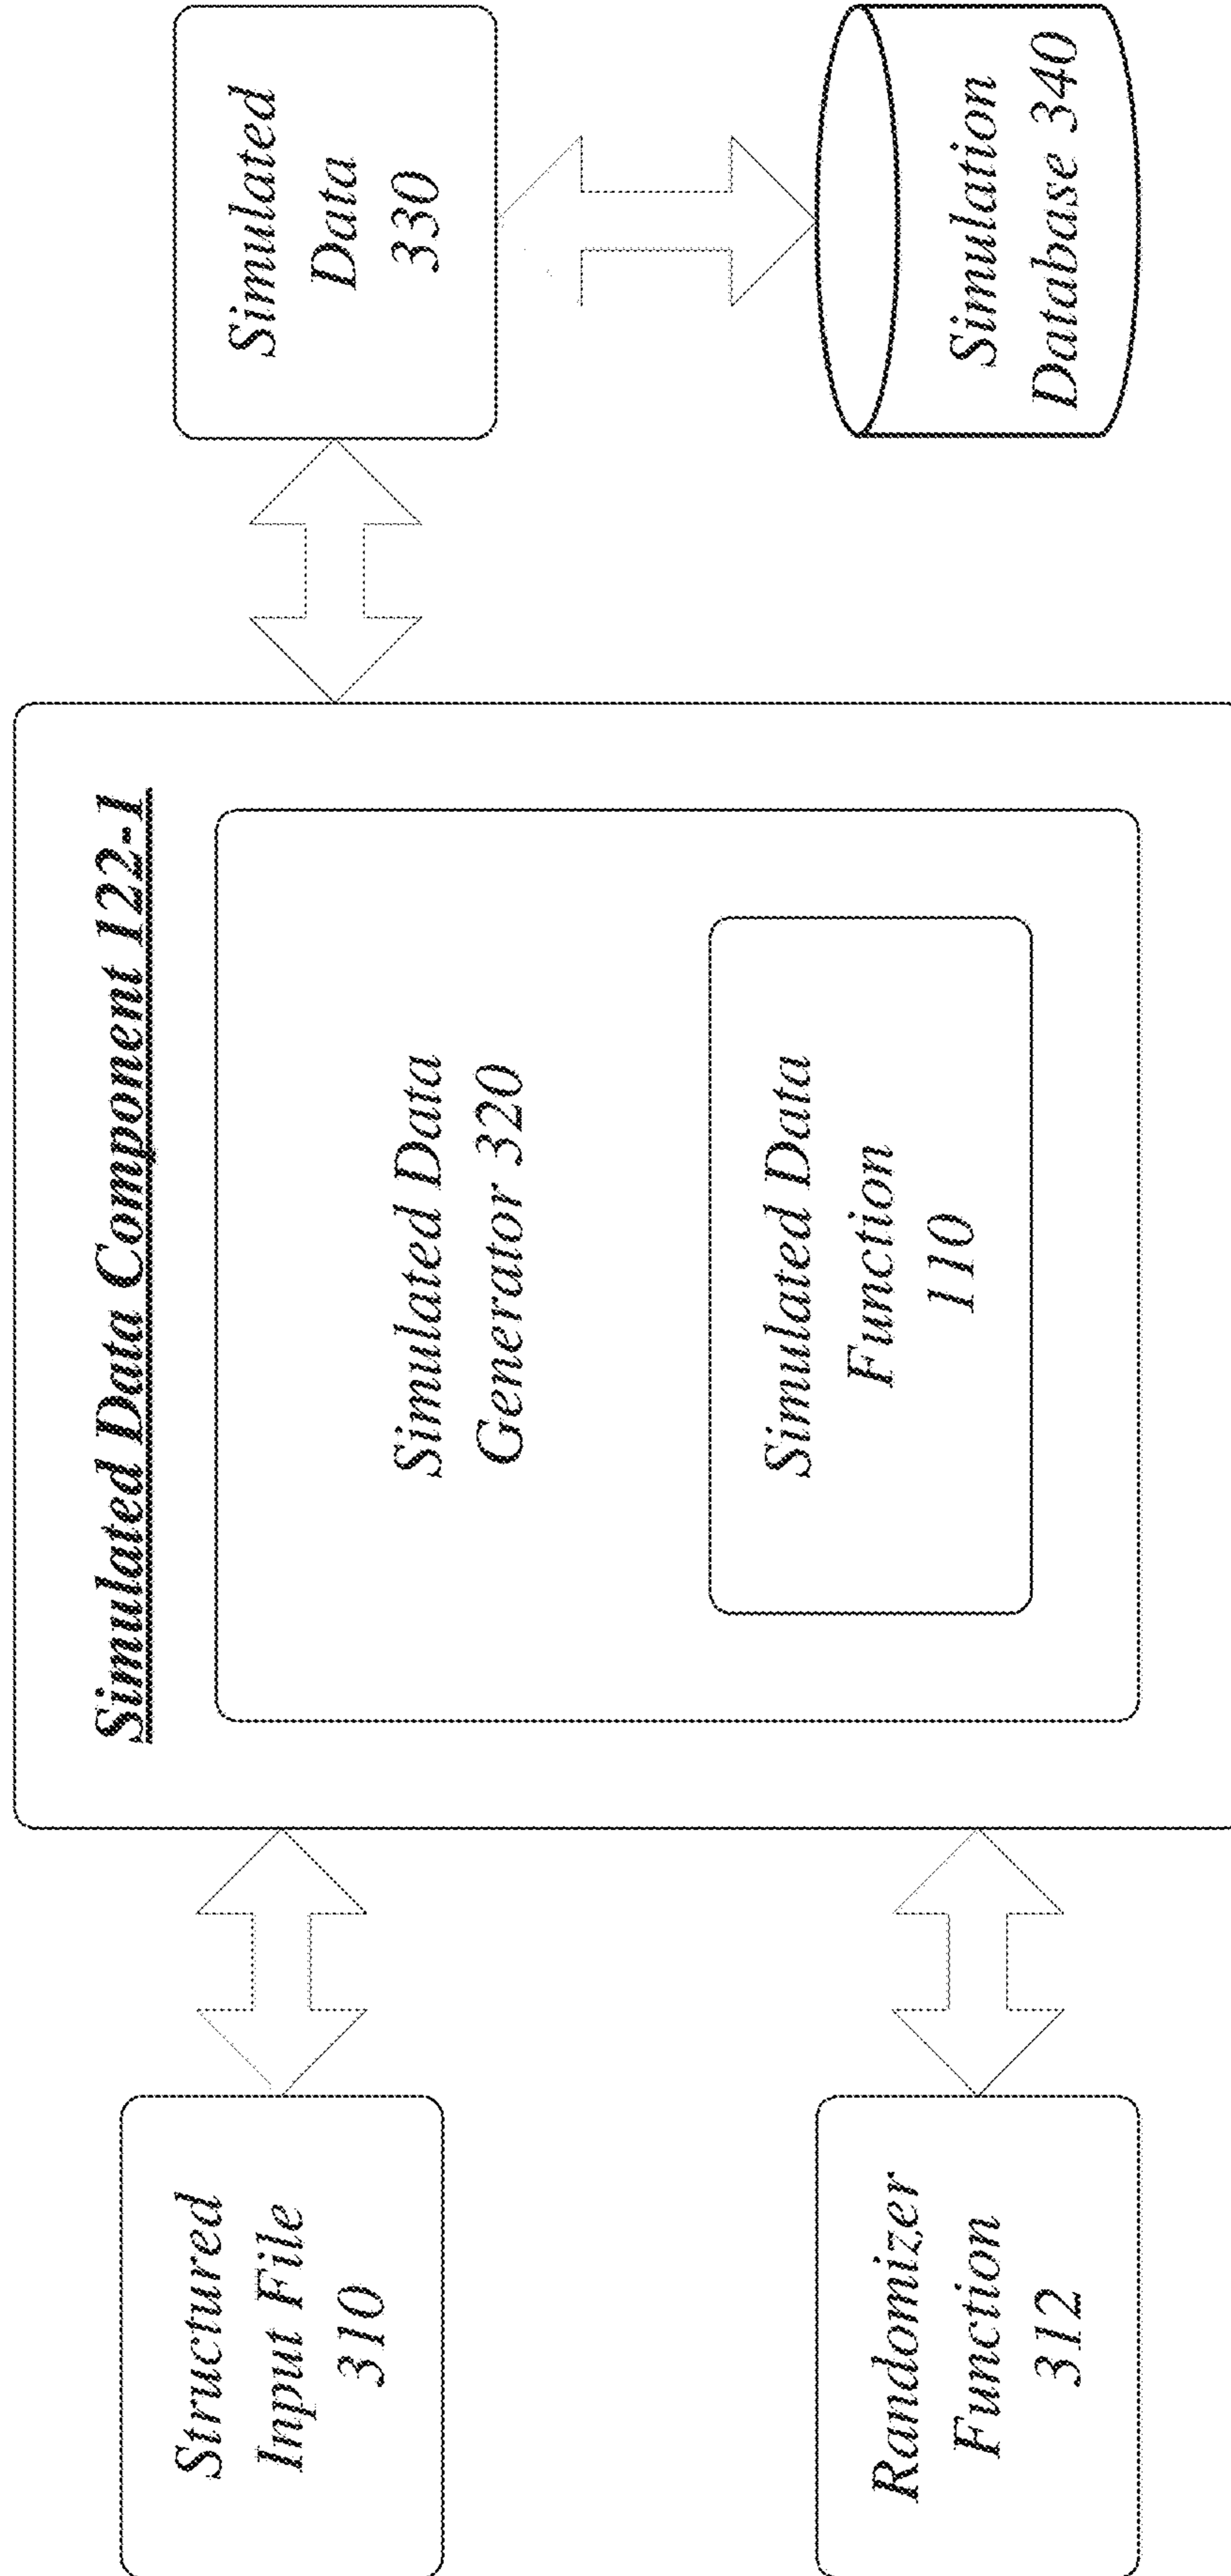 Simulated Data Component 122-1
Structured
Input File
310
Randomizer
Function
312
Simulated Data
Generator 320
Simulated Data
Function
110
Simulated
Data
330
Simulation
Database 340